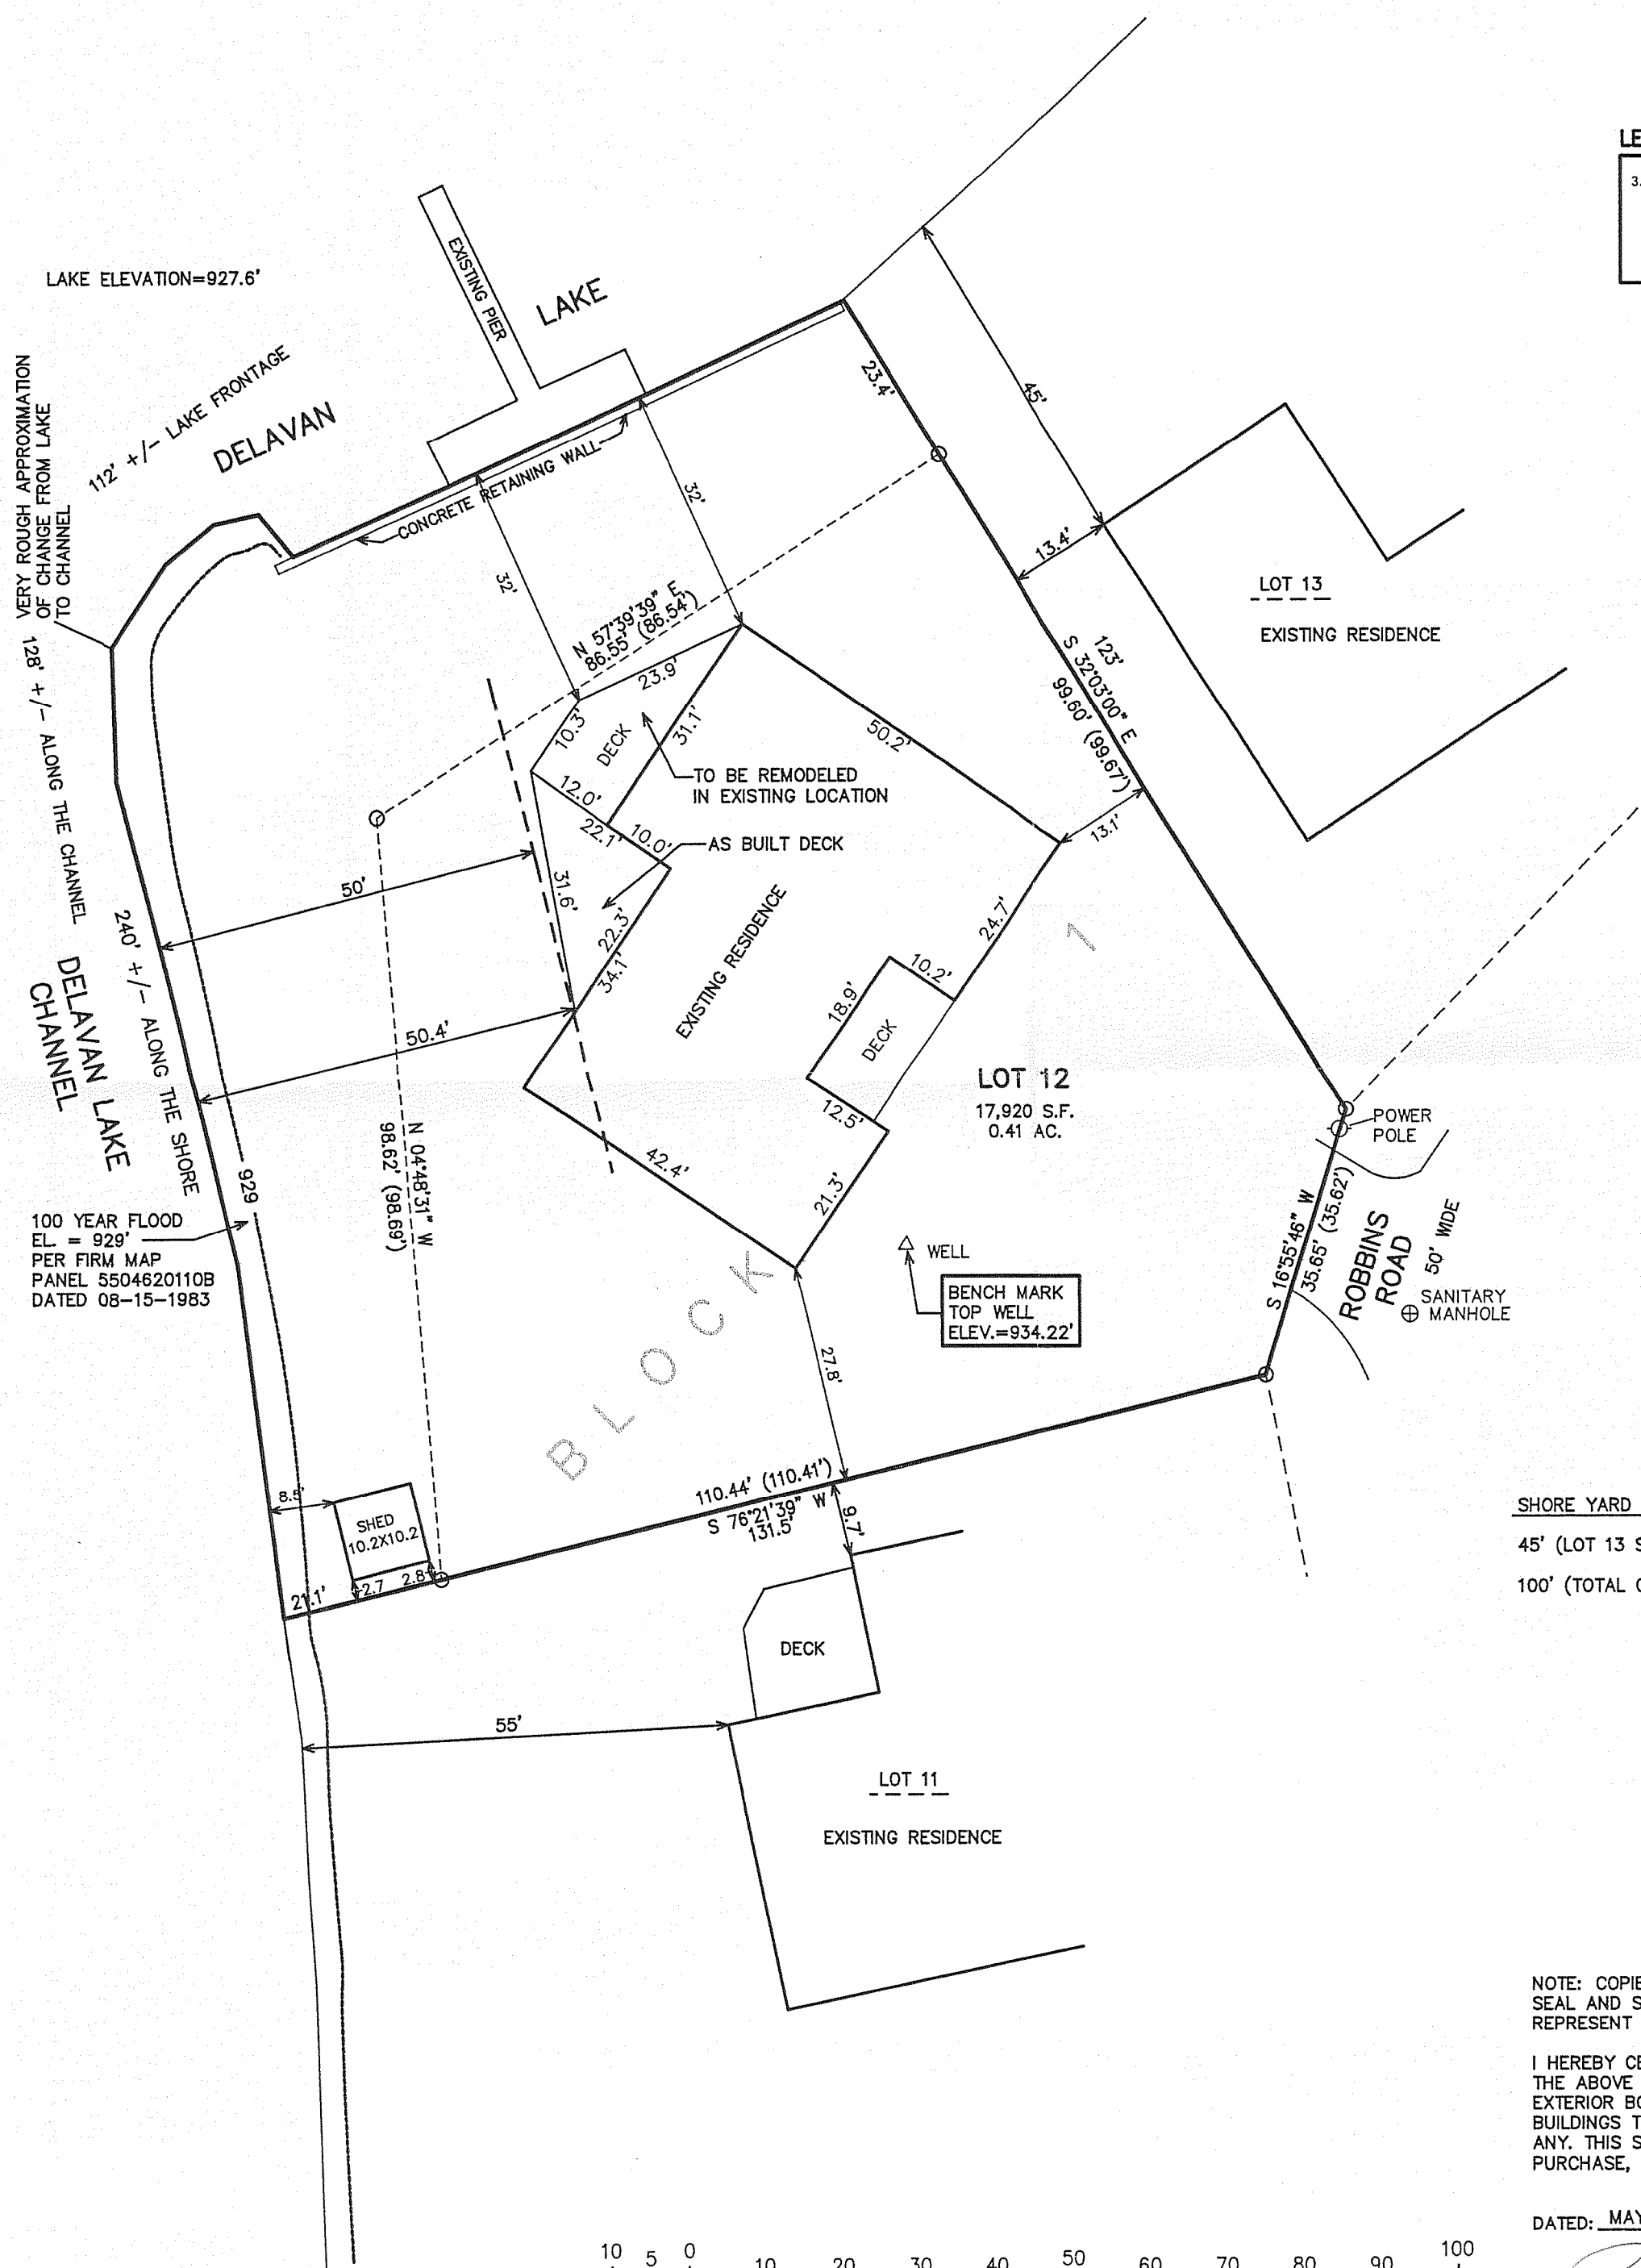 LAKE ELEVATION=927.6'
VERY ROUGH APPROXIMATION
OF CHANGE FROM LAKE
TO CHANNEL
112' +/- LAKE FRONTAGE
DELAVAN
LAKE
EXISTING PIER
CONCRETE RETAINING WALL
23.4'
45'
32'
32'
13.4'
LOT 13
EXISTING RESIDENCE
N 57°39'39" E
86.55' (86.54')
23.9'
10.3'
DECK
31.1'
50.2'
TO BE REMODELED
IN EXISTING LOCATION
12.0'
22.1'
10.0'
AS BUILT DECK
123'
S 32°03'00" E
99.60' (99.67')
13.1'
128' +/- ALONG THE CHANNEL
240' +/- ALONG THE SHORE
DELAVAN LAKE
CHANNEL
50'
31.6'
22.3'
34.1'
EXISTING RESIDENCE
24.7'
10.2'
18.9'
DECK
12.5'
1
50.4'
LOT 12
17,920 S.F.
0.41 AC.
POWER
POLE
N 04°48'31" W
98.62' (98.69')
42.4'
21.3'
929
100 YEAR FLOOD
EL. = 929'
PER FIRM MAP
PANEL 5504620110B
DATED 08-15-1983
WELL
BENCH MARK
TOP WELL
ELEV.=934.22'
S 16°55'46" W
35.65' (35.62')
ROBBINS
ROAD
50' WIDE
SANITARY
MANHOLE
BLOCK
27.8'
8.5'
SHED
10.2X10.2
2.7
2.8
21.1'
110.44' (110.41')
S 76°21'39" W
131.5'
9.7'
DECK
55'
LOT 11
EXISTING RESIDENCE
LE
3.
SHORE YARD
45' (LOT 13 S
100' (TOTAL
NOTE: COPIE
SEAL AND S
REPRESENT
I HEREBY CE
THE ABOVE
EXTERIOR BO
BUILDINGS T
ANY. THIS S
PURCHASE,
DATED: MAY
10 5 0 10 20 30 40 50 60 70 80 90 100